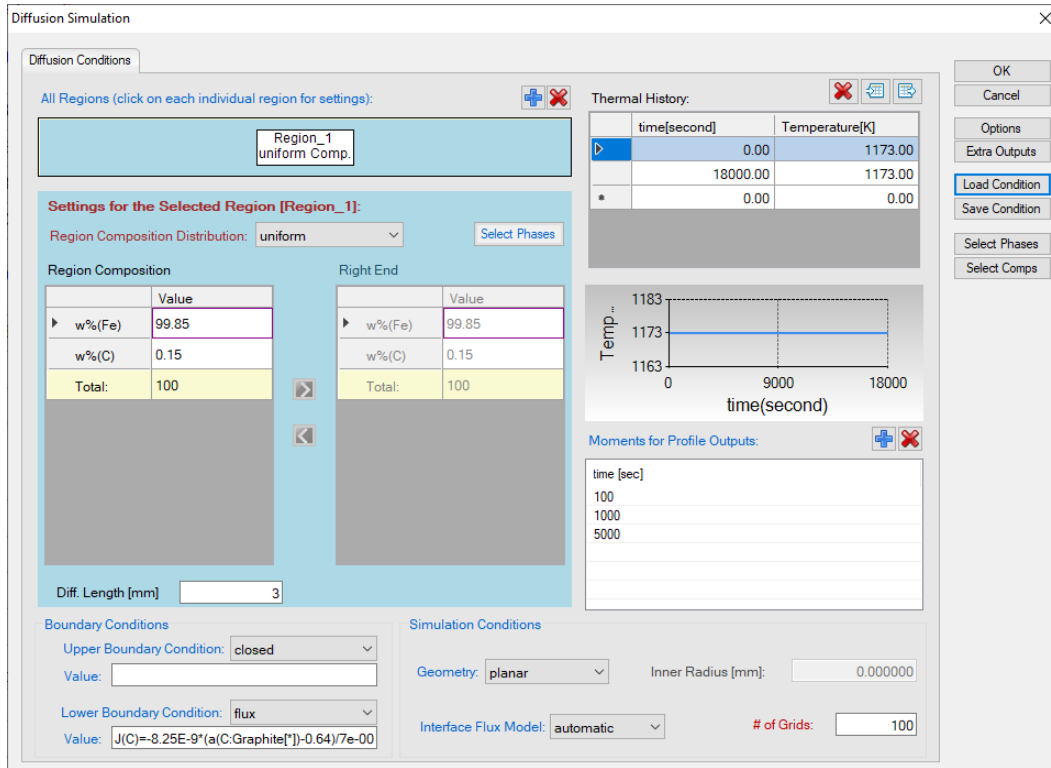 Diffusion Simulation
Diffusion Conditions
All Regions (click on each individual region for settings):
Region_1
uniform Comp.
Settings for the Selected Region [Region_1]:
Region Composition Distribution: uniform
Select Phases
Region Composition
Right End
Value
w%(Fe) 99.85
w%(C) 0.15
Total: 100
Value
w%(Fe) 99.85
w%(C) 0.15
Total: 100
Diff. Length [mm] 3
Thermal History:
time[second] Temperature[K]
0.00 1173.00
18000.00 1173.00
* 0.00 0.00
Temp...
1183
1173
1163
0 9000 18000
time(second)
Moments for Profile Outputs:
time [sec]
100
1000
5000
Boundary Conditions
Upper Boundary Condition: closed
Value:
Lower Boundary Condition: flux
Value: J(C)=-8.25E-9*(a(C:Graphite[*])-0.64)/7e-00
Simulation Conditions
Geometry: planar
Inner Radius [mm]: 0.000000
Interface Flux Model: automatic
# of Grids: 100
OK
Cancel
Options
Extra Outputs
Load Condition
Save Condition
Select Phases
Select Comps